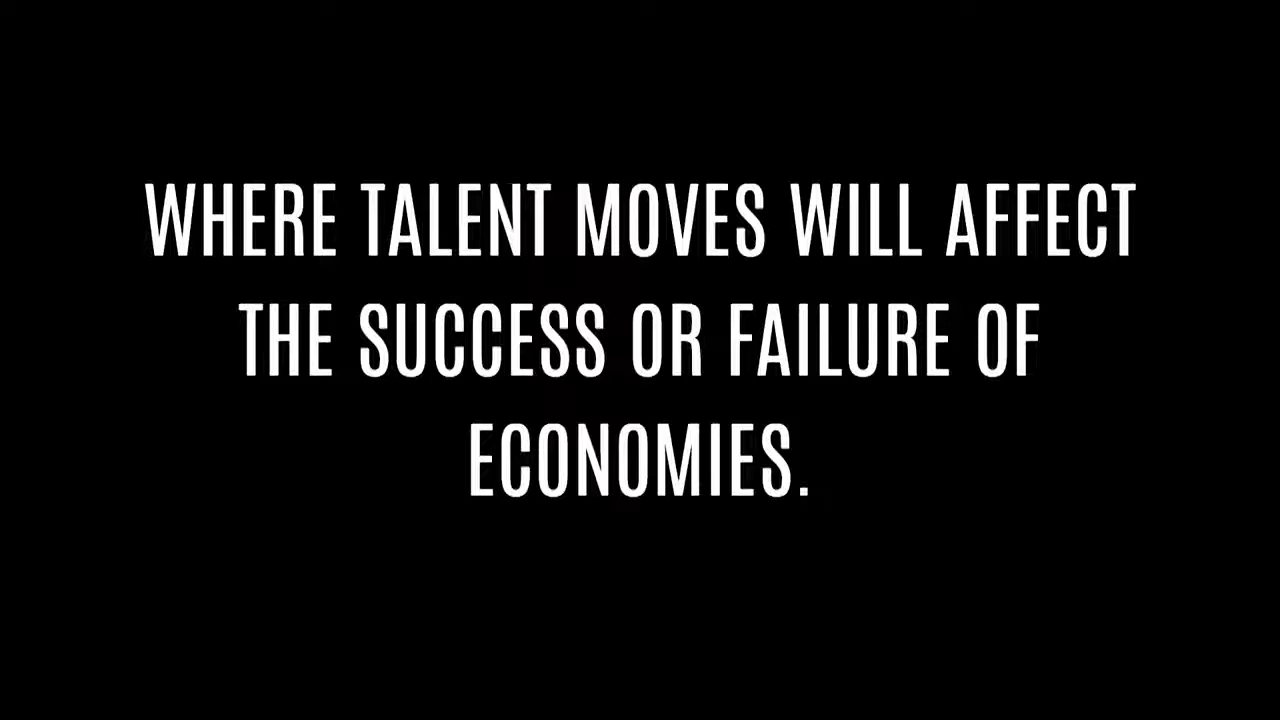 WHERE TALENT MOVES WILL AFFECT
THE SUCCESS OR FAILURE OF
ECONOMIES.